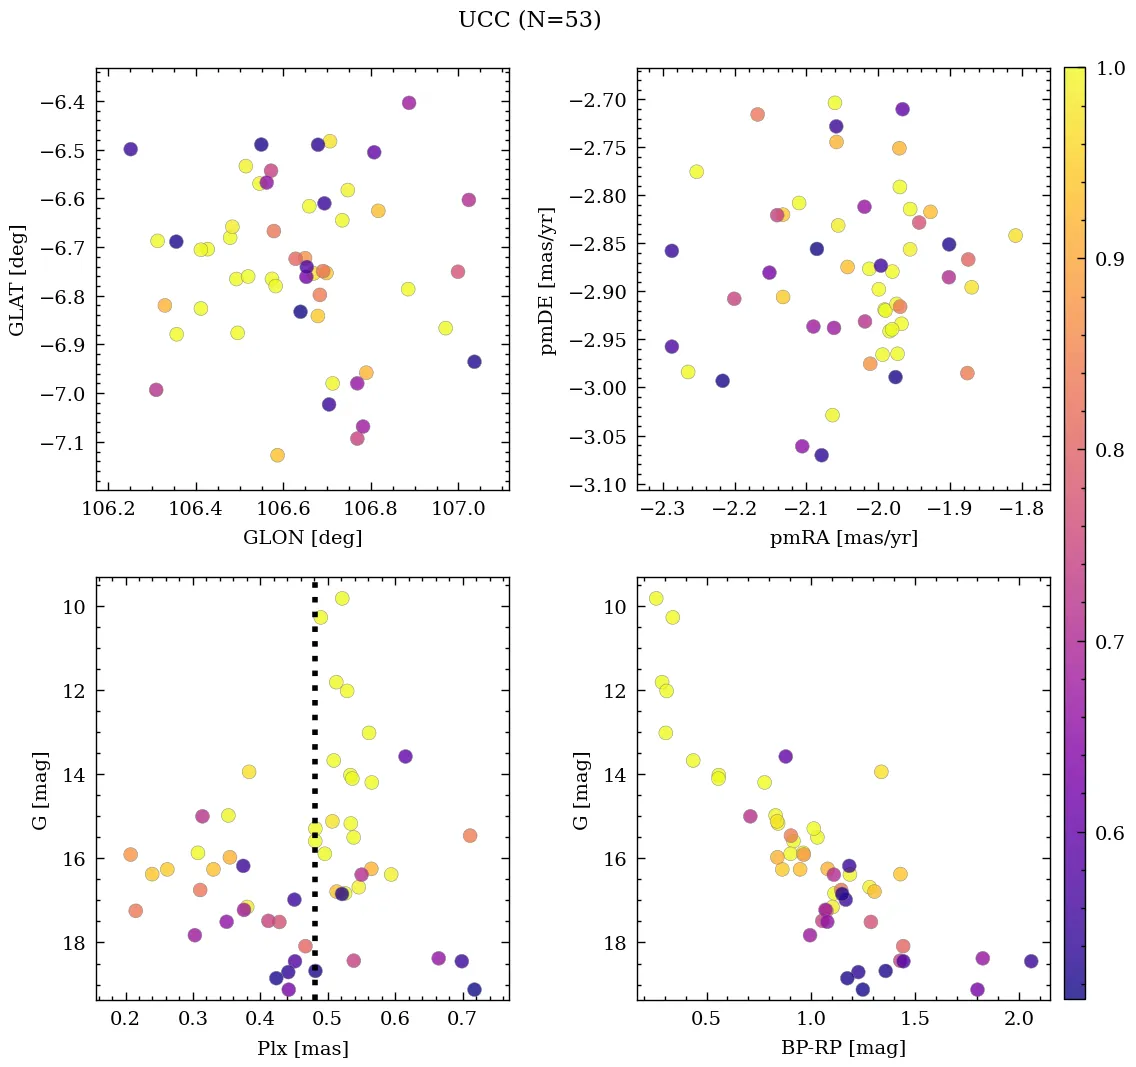 UCC (N=53)
−6.4
−6.5
−6.6
−6.7
−6.8
−6.9
−7.0
−7.1
GLAT [deg]
106.2 106.4 106.6 106.8 107.0
GLON [deg]
−2.70
−2.75
−2.80
−2.85
−2.90
−2.95
−3.00
−3.05
−3.10
pmDE [mas/yr]
−2.3 −2.2 −2.1 −2.0 −1.9 −1.8
pmRA [mas/yr]
10
12
14
16
18
G [mag]
0.2 0.3 0.4 0.5 0.6 0.7
Plx [mas]
10
12
14
16
18
G [mag]
0.5 1.0 1.5 2.0
BP-RP [mag]
1.0
0.9
0.8
0.7
0.6